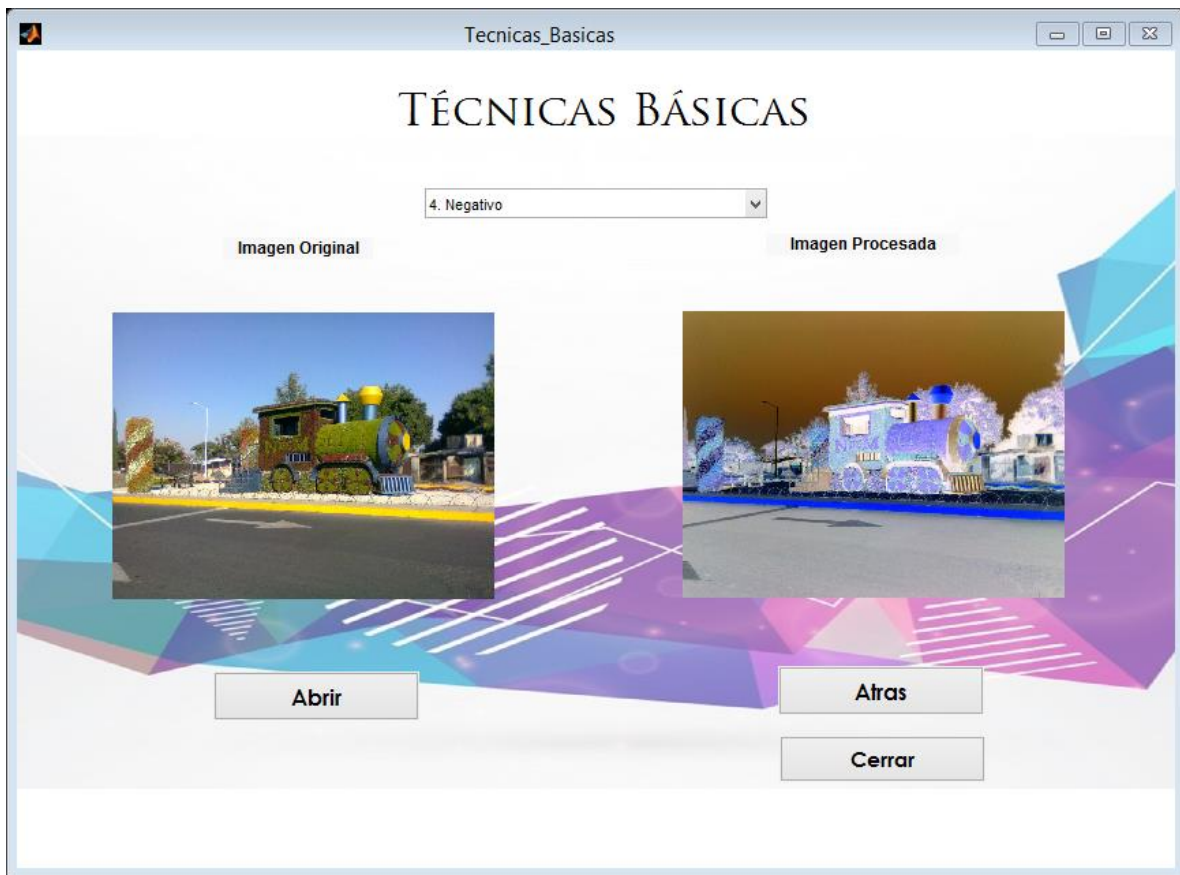 Tecnicas_Basicas
TÉCNICAS BÁSICAS
4. Negativo
Imagen Original
Imagen Procesada
Abrir
Atras
Cerrar